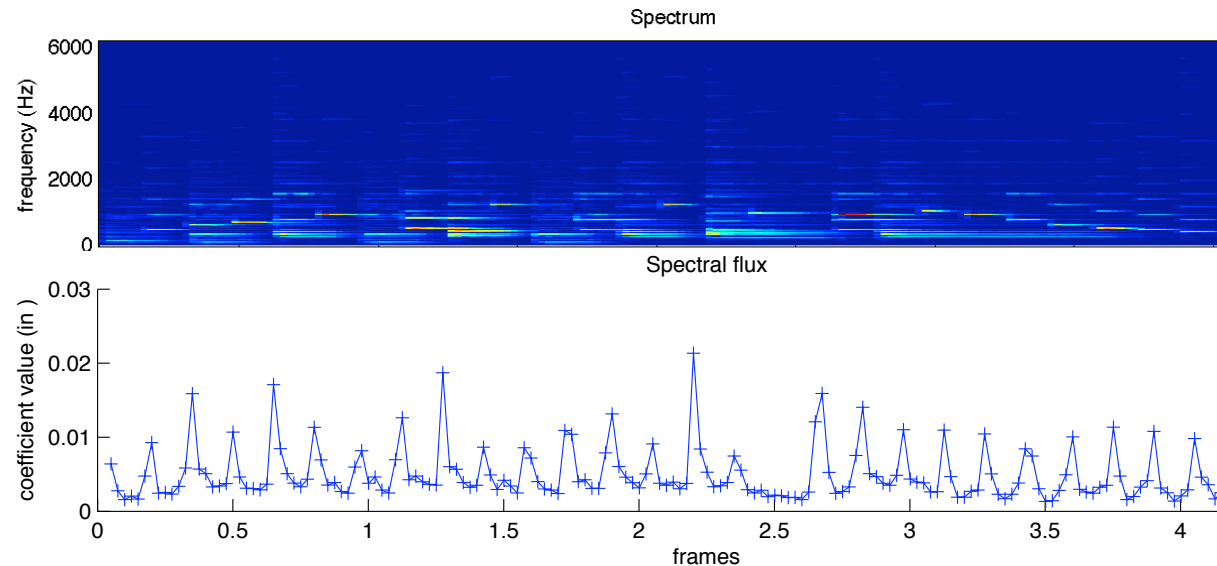 Spectrum
6000
4000
2000
0
frequency (Hz)
Spectral flux
0.03
0.02
0.01
0
coefficient value (in )
0 0.5 1 1.5 2 2.5 3 3.5 4
frames